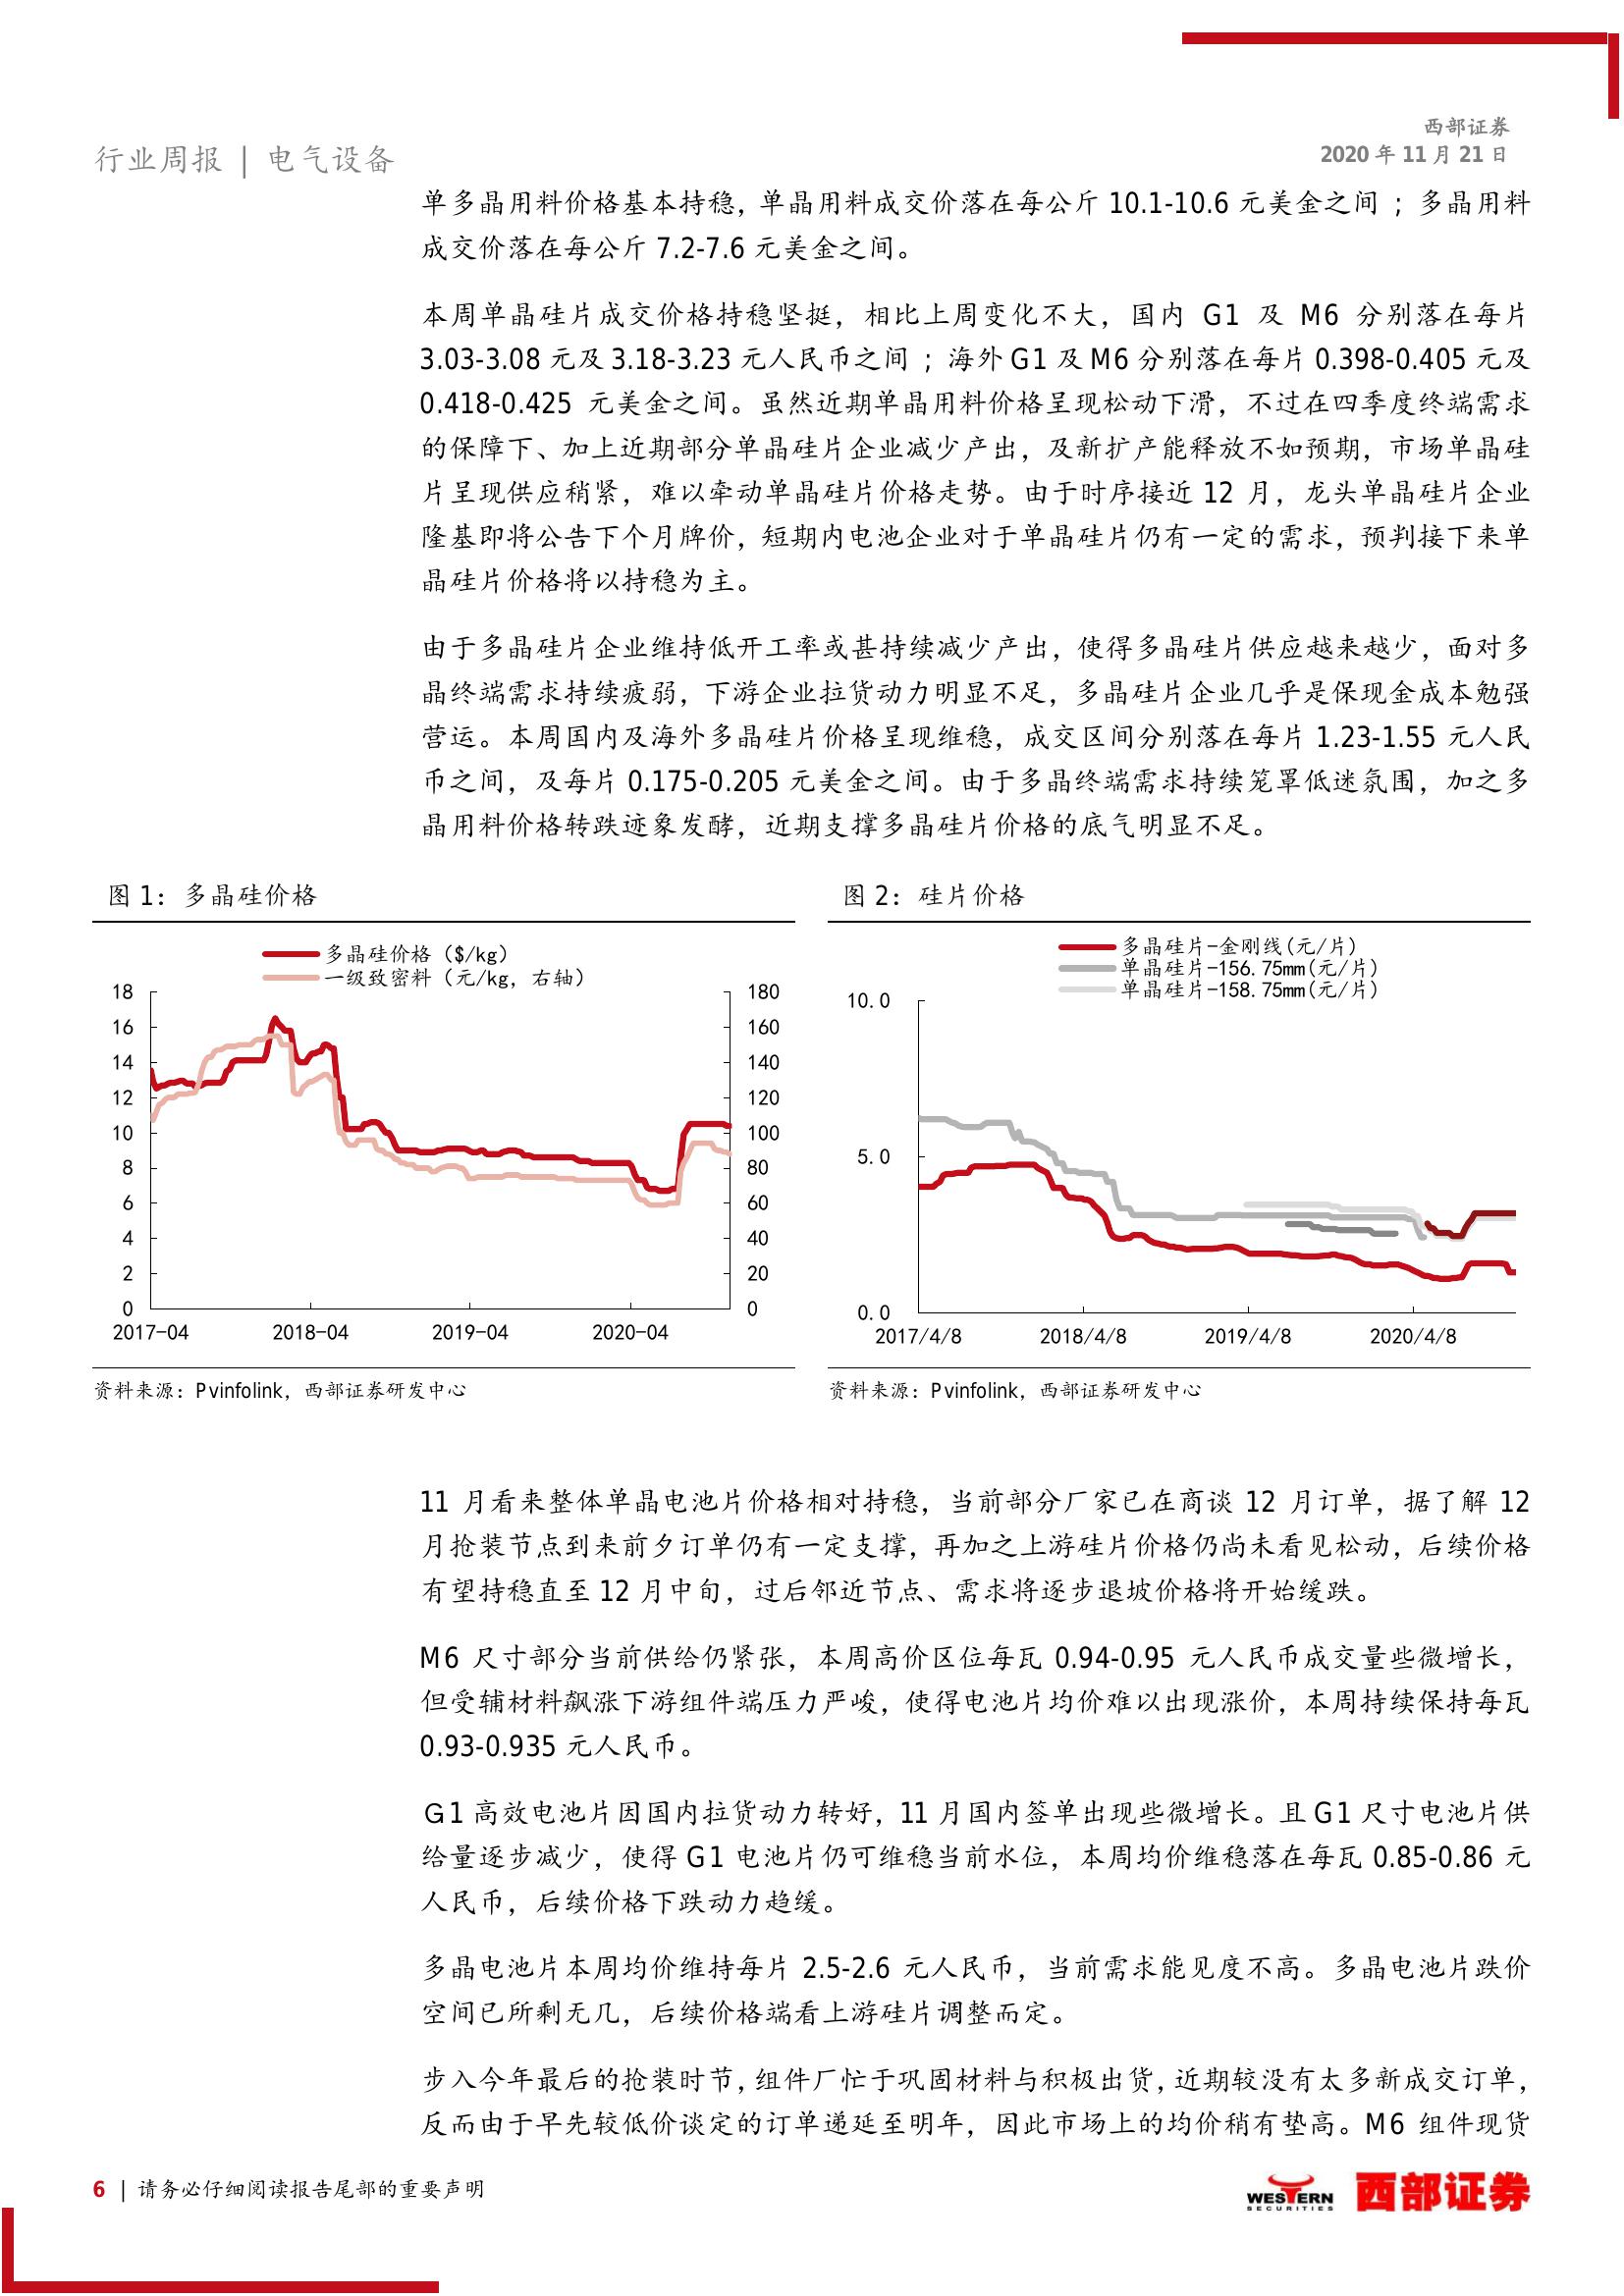 西部证券
2020 年 11 月 21 日
行业周报 | 电气设备
单多晶用料价格基本持稳，单晶用料成交价落在每公斤 10.1-10.6 元美金之间 ；多晶用料
成交价落在每公斤 7.2-7.6 元美金之间。
本周单晶硅片成交价格持稳坚挺，相比上周变化不大，国内 G1 及 M6 分别落在每片
3.03-3.08 元及 3.18-3.23 元人民币之间 ；海外 G1 及 M6 分别落在每片 0.398-0.405 元及
0.418-0.425 元美金之间。虽然近期单晶用料价格呈现松动下滑，不过在四季度终端需求
的保障下、加上近期部分单晶硅片企业减少产出，及新扩产能释放不如预期，市场单晶硅
片呈现供应稍紧，难以牵动单晶硅片价格走势。由于时序接近 12 月，龙头单晶硅片企业
隆基即将公告下个月牌价，短期内电池企业对于单晶硅片仍有一定的需求，预判接下来单
晶硅片价格将以持稳为主。
由于多晶硅片企业维持低开工率或甚持续减少产出，使得多晶硅片供应越来越少，面对多
晶终端需求持续疲弱，下游企业拉货动力明显不足，多晶硅片企业几乎是保现金成本勉强
营运。本周国内及海外多晶硅片价格呈现维稳，成交区间分别落在每片 1.23-1.55 元人民
币之间，及每片 0.175-0.205 元美金之间。由于多晶终端需求持续笼罩低迷氛围，加之多
晶用料价格转跌迹象发酵，近期支撑多晶硅片价格的底气明显不足。
图 1：多晶硅价格
多晶硅价格（$/kg）
一级致密料（元/kg，右轴）
18 180
16 160
14 140
12 120
10 100
8 80
6 60
4 40
2 20
0 0
2017-04 2018-04 2019-04 2020-04
资料来源：Pvinfolink，西部证券研发中心
图 2：硅片价格
多晶硅片-金刚线(元/片)
单晶硅片-156.75mm(元/片)
单晶硅片-158.75mm(元/片)
10.0
5.0
0.0
2017/4/8 2018/4/8 2019/4/8 2020/4/8
资料来源：Pvinfolink，西部证券研发中心
11 月看来整体单晶电池片价格相对持稳，当前部分厂家已在商谈 12 月订单，据了解 12
月抢装节点到来前夕订单仍有一定支撑，再加之上游硅片价格仍尚未看见松动，后续价格
有望持稳直至 12 月中旬，过后邻近节点、需求将逐步退坡价格将开始缓跌。
M6 尺寸部分当前供给仍紧张，本周高价区位每瓦 0.94-0.95 元人民币成交量些微增长，
但受辅材料飙涨下游组件端压力严峻，使得电池片均价难以出现涨价，本周持续保持每瓦
0.93-0.935 元人民币。
G1 高效电池片因国内拉货动力转好，11 月国内签单出现些微增长。且 G1 尺寸电池片供
给量逐步减少，使得 G1 电池片仍可维稳当前水位，本周均价维稳落在每瓦 0.85-0.86 元
人民币，后续价格下跌动力趋缓。
多晶电池片本周均价维持每片 2.5-2.6 元人民币，当前需求能见度不高。多晶电池片跌价
空间已所剩无几，后续价格端看上游硅片调整而定。
步入今年最后的抢装时节，组件厂忙于巩固材料与积极出货，近期较没有太多新成交订单，
反而由于早先较低价谈定的订单递延至明年，因此市场上的均价稍有垫高。M6 组件现货
6 | 请务必仔细阅读报告尾部的重要声明
WESTERN
SECURITIES
西部证券